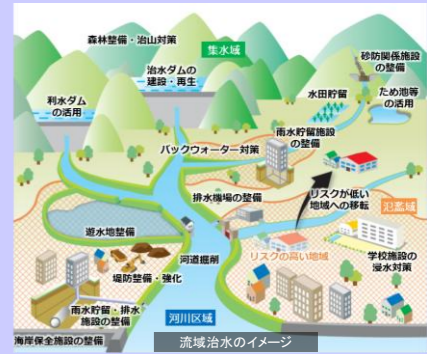 森林整備・治山対策
集水域
砂防関係施設
の整備
治水ダムの
建設・再生
水田貯留
ため池等
の活用
利水ダム
の活用
雨水貯留施設
の整備
バックウォーター対策
排水機場の整備
リスクが低い
地域への移転
氾濫域
遊水地整備
リスクの高い地域
学校施設の
浸水対策
河道掘削
堤防整備・強化
雨水貯留・排水
施設の整備
河川区域
海岸保全施設の整備
流域治水のイメージ